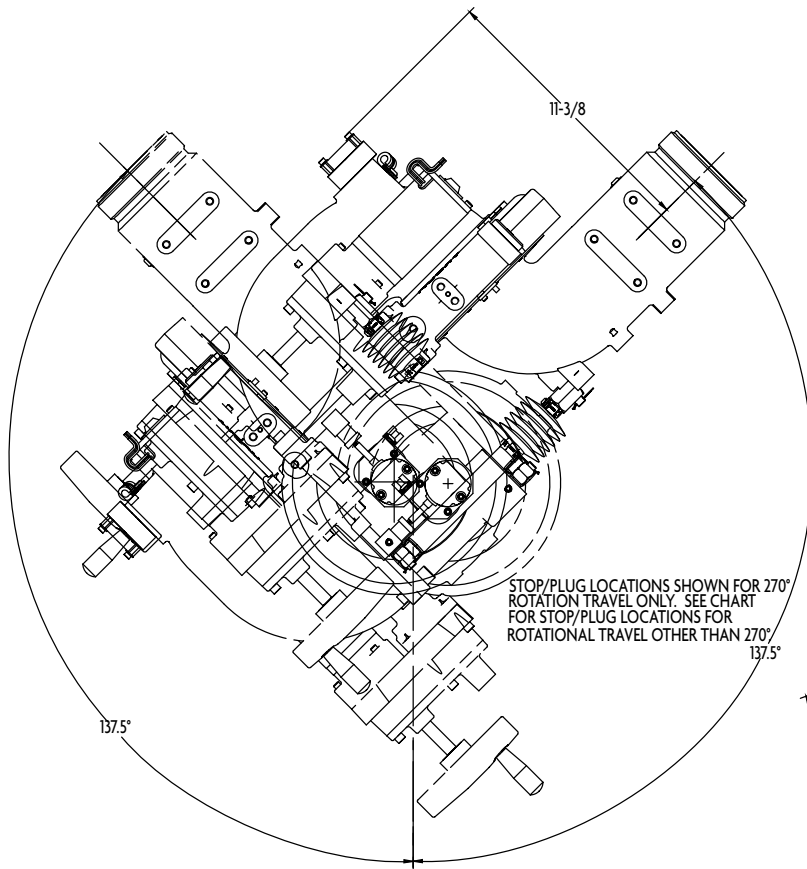 11-3/8
STOP/PLUG LOCATIONS SHOWN FOR 270°
ROTATION TRAVEL ONLY. SEE CHART
FOR STOP/PLUG LOCATIONS FOR
ROTATIONAL TRAVEL OTHER THAN 270°.
137.5°
137.5°